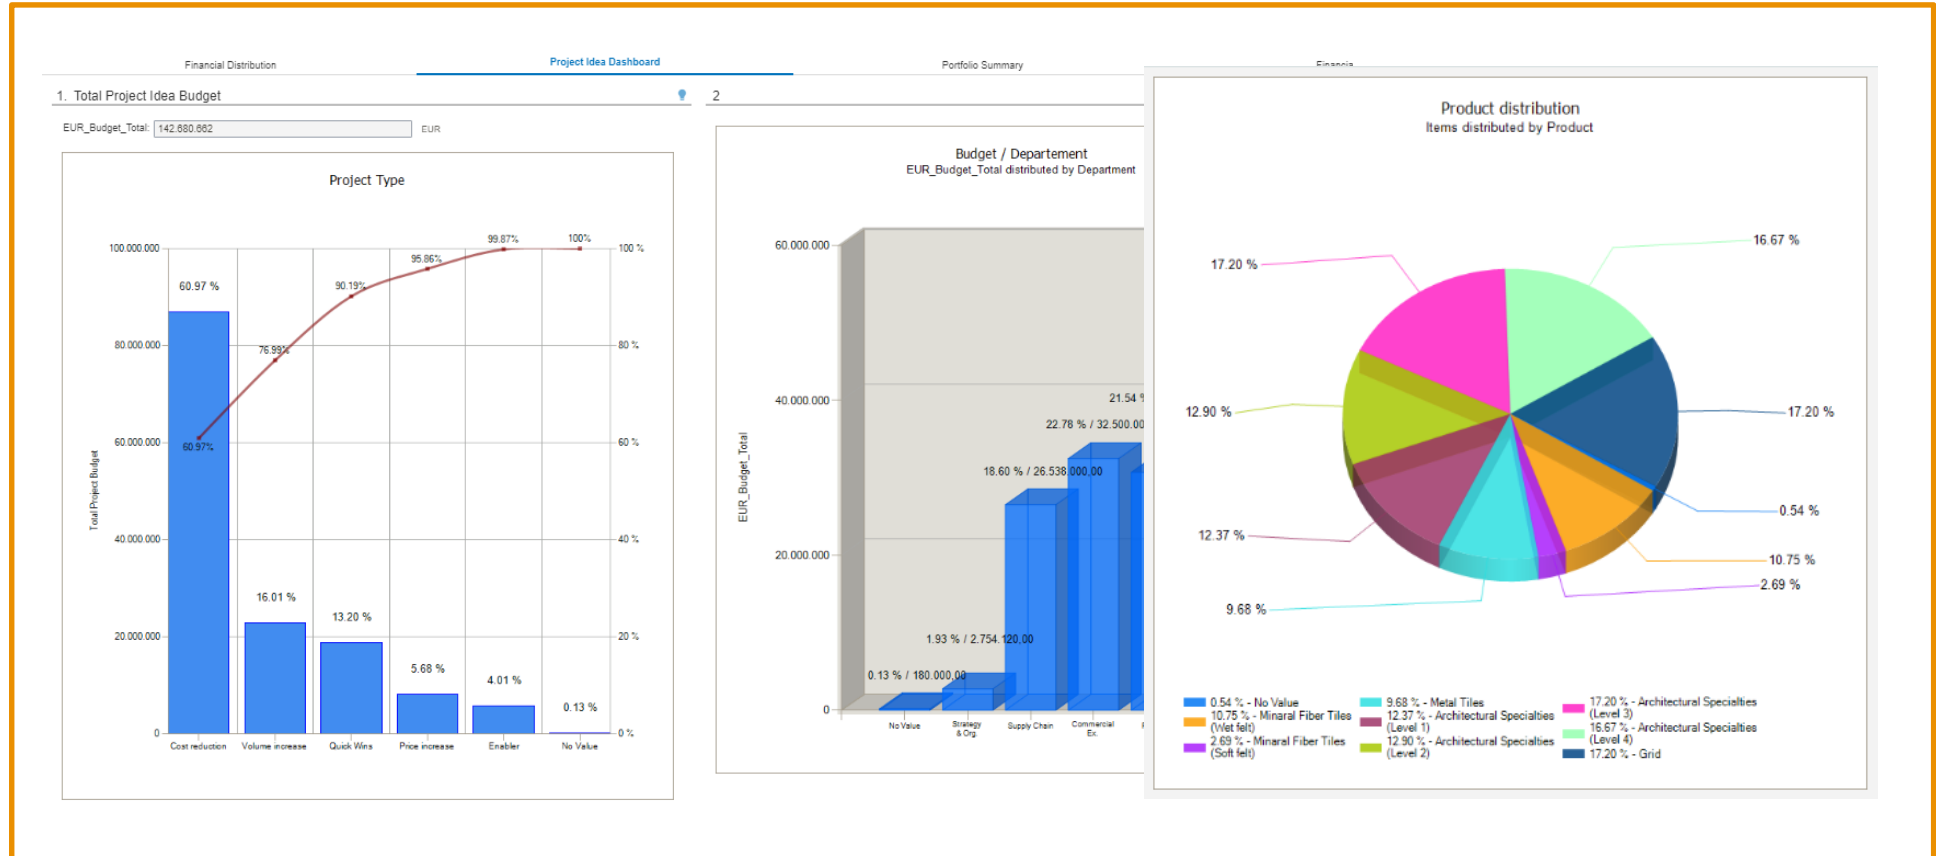 Financial Distribution
Project Idea Dashboard
Portfolio Summary
1. Total Project Idea Budget
2
EUR_Budget_Total: 142.680.662 EUR
Project Type
100.000.000
80.000.000
60.000.000
40.000.000
20.000.000
0
Total Project Budget
60.97 %
16.01 %
13.20 %
5.68 %
4.01 %
0.13 %
60.97%
76.99%
90.19%
95.86%
99.87%
100%
100 %
80 %
60 %
40 %
20 %
0 %
Cost reduction
Volume increase
Quick Wins
Price increase
Enabler
No Value
Budget / Departement
EUR_Budget_Total distributed by Department
60.000.000
40.000.000
20.000.000
0
EUR_Budget_Total
0.13 % / 180.000,00
1.93 % / 2.754.120,00
18.60 % / 26.538.000,00
22.78 % / 32.500.00
21.54 %
No Value
Strategy
& Org.
Supply Chain
Commercial
Ex.
Product distribution
Items distributed by Product
16.67 %
17.20 %
12.90 %
17.20 %
0.54 %
12.37 %
10.75 %
2.69 %
9.68 %
0.54 % - No Value
10.75 % - Minaral Fiber Tiles
(Wet felt)
2.69 % - Minaral Fiber Tiles
(Soft felt)
9.68 % - Metal Tiles
12.37 % - Architectural Specialties
(Level 1)
12.90 % - Architectural Specialties
(Level 2)
17.20 % - Architectural Specialties
(Level 3)
16.67 % - Architectural Specialties
(Level 4)
17.20 % - Grid